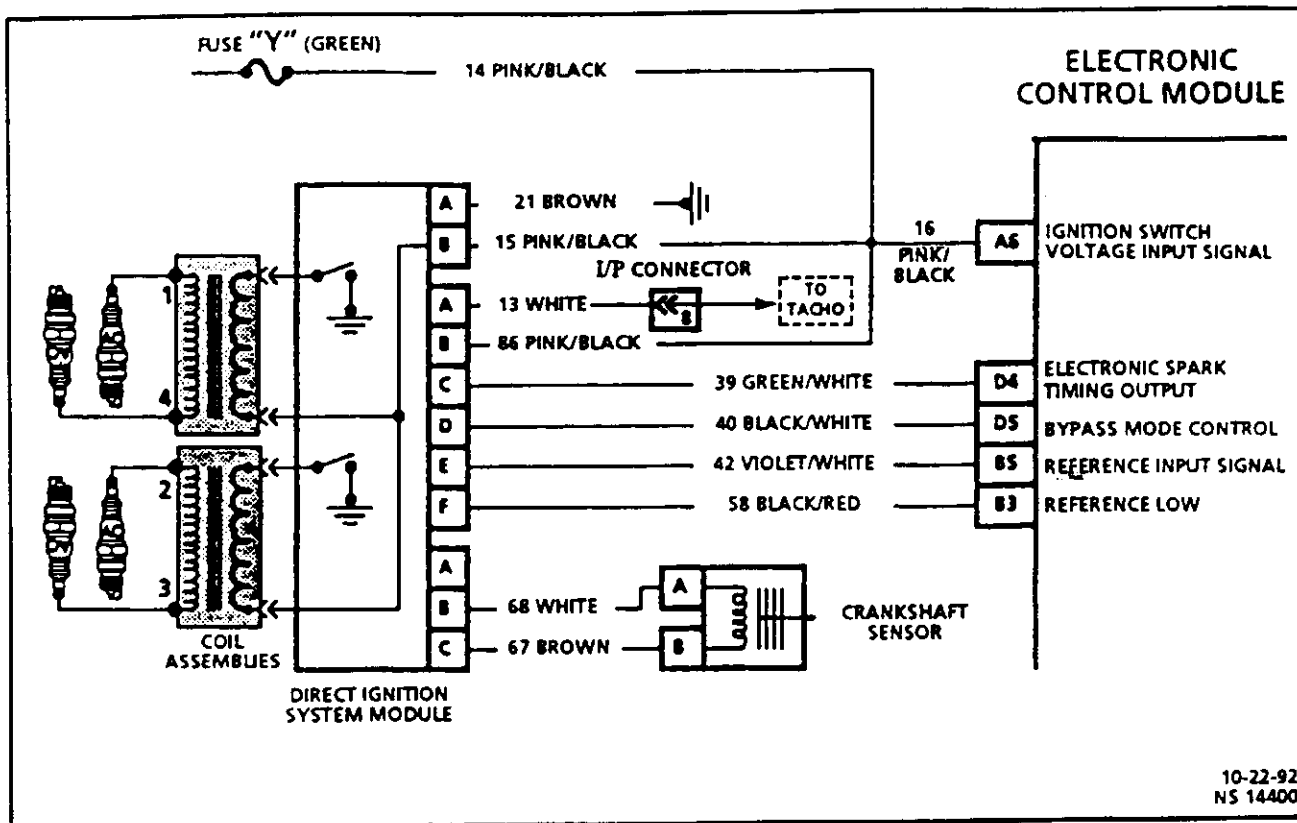 FUSE "Y" (GREEN)
14 PINK/BLACK
ELECTRONIC
CONTROL MODULE
A
21 BROWN
B
15 PINK/BLACK
16
PINK/
BLACK
A6
IGNITION SWITCH
VOLTAGE INPUT SIGNAL
I/P CONNECTOR
A
13 WHITE
8
TO
TACHO
B
86 PINK/BLACK
C
39 GREEN/WHITE
D4
ELECTRONIC SPARK
TIMING OUTPUT
D
40 BLACK/WHITE
D5
BYPASS MODE CONTROL
E
42 VIOLET/WHITE
B5
REFERENCE INPUT SIGNAL
F
58 BLACK/RED
B3
REFERENCE LOW
1
4
2
3
COIL
ASSEMBLIES
A
B
68 WHITE
A
C
67 BROWN
B
CRANKSHAFT
SENSOR
DIRECT IGNITION
SYSTEM MODULE
10-22-92
NS 14400